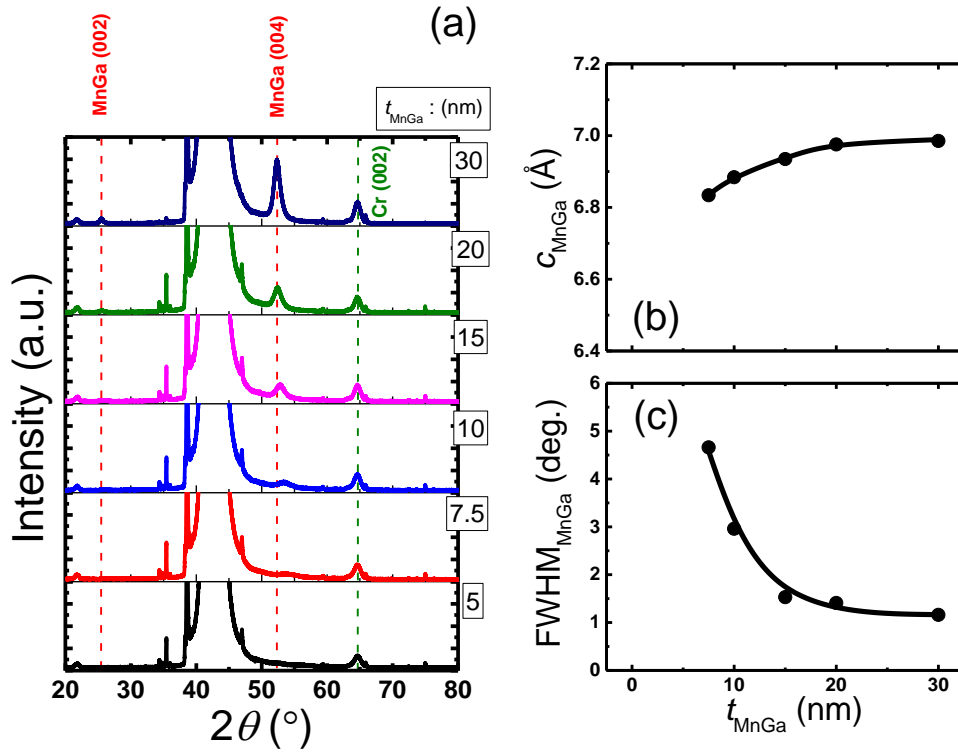 (a)
MnGa (002)
MnGa (004)
t_MnGa : (nm)
Cr (002)
30
20
15
10
7.5
5
Intensity (a.u.)
20 30 40 50 60 70 80
2θ (°)
7.2
7.0
6.8
6.6
6.4
c_MnGa (Å)
(b)
6
5
4
3
2
1
0
FWHM_MnGa (deg.)
(c)
0 10 20 30
t_MnGa (nm)